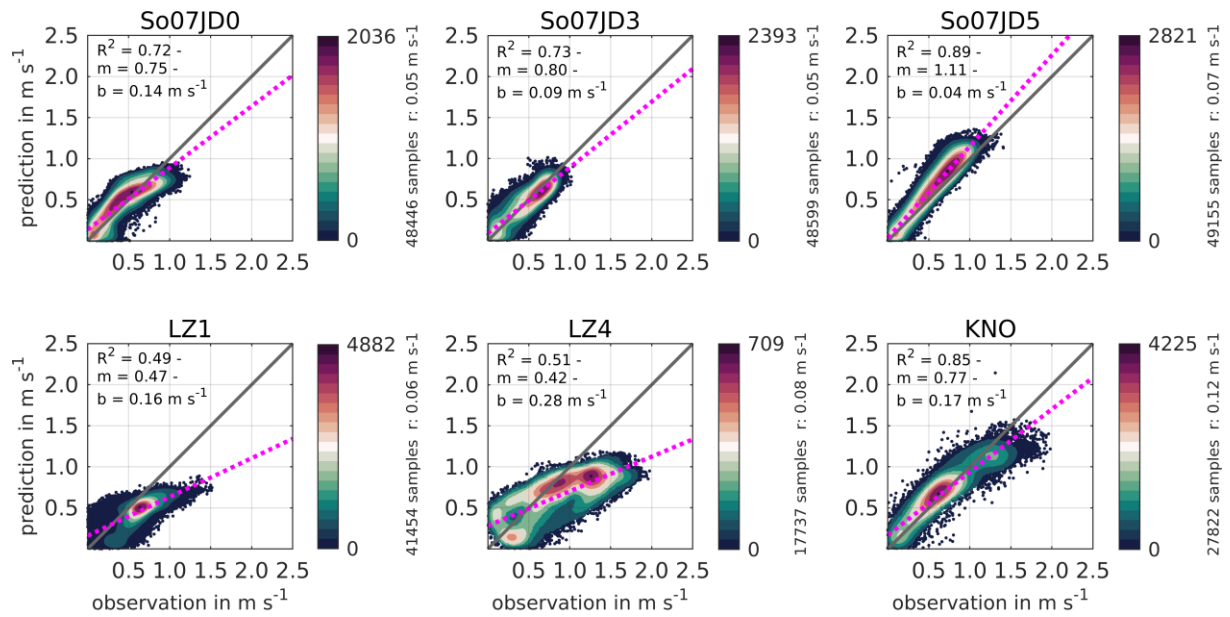 So07JD0
So07JD3
So07JD5
R² = 0.72 -
m = 0.75 -
b = 0.14 m s⁻¹
prediction in m s⁻¹
2.5
2.0
1.5
1.0
0.5
0.5 1.0 1.5 2.0 2.5
2036
0
48446 samples r: 0.05 m s-1
R² = 0.73 -
m = 0.80 -
b = 0.09 m s⁻¹
2.5
2.0
1.5
1.0
0.5
0.5 1.0 1.5 2.0 2.5
2393
0
48599 samples r: 0.05 m s-1
R² = 0.89 -
m = 1.11 -
b = 0.04 m s⁻¹
2.5
2.0
1.5
1.0
0.5
0.5 1.0 1.5 2.0 2.5
2821
0
49155 samples r: 0.07 m s-1
LZ1
LZ4
KNO
R² = 0.49 -
m = 0.47 -
b = 0.16 m s⁻¹
prediction in m s⁻¹
2.5
2.0
1.5
1.0
0.5
0.5 1.0 1.5 2.0 2.5
observation in m s⁻¹
4882
0
41454 samples r: 0.06 m s-1
R² = 0.51 -
m = 0.42 -
b = 0.28 m s⁻¹
2.5
2.0
1.5
1.0
0.5
0.5 1.0 1.5 2.0 2.5
observation in m s⁻¹
709
0
17737 samples r: 0.08 m s-1
R² = 0.85 -
m = 0.77 -
b = 0.17 m s⁻¹
2.5
2.0
1.5
1.0
0.5
0.5 1.0 1.5 2.0 2.5
observation in m s⁻¹
4225
0
27822 samples r: 0.12 m s-1